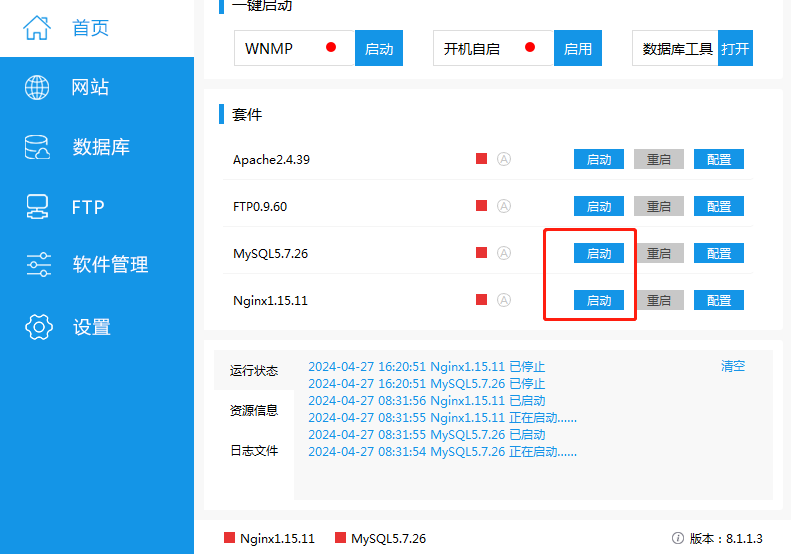 一键启动
首页
WNMP
启动
开机自启
启用
数据库工具
打开
网站
数据库
FTP
软件管理
设置
套件
Apache2.4.39
A
启动
重启
配置
FTP0.9.60
A
启动
重启
配置
MySQL5.7.26
A
启动
重启
配置
Nginx1.15.11
A
启动
重启
配置
运行状态
资源信息
日志文件
2024-04-27 16:20:51 Nginx1.15.11 已停止
清空
2024-04-27 16:20:51 MySQL5.7.26 已停止
2024-04-27 08:31:56 Nginx1.15.11 已启动
2024-04-27 08:31:55 Nginx1.15.11 正在启动......
2024-04-27 08:31:55 MySQL5.7.26 已启动
2024-04-27 08:31:54 MySQL5.7.26 正在启动......
Nginx1.15.11
MySQL5.7.26
版本：8.1.1.3